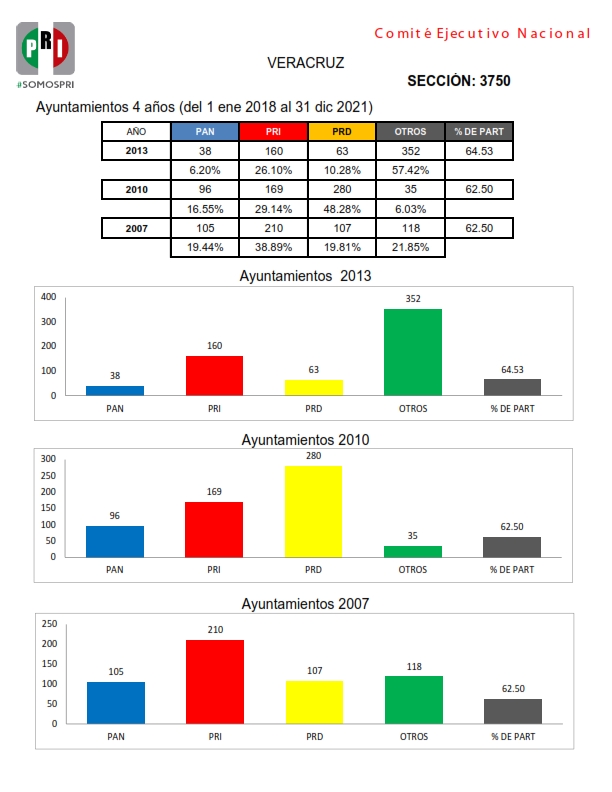 Comité Ejecutivo Nacional
PRI
#SOMOSPRI
VERACRUZ
SECCIÓN: 3750
Ayuntamientos 4 años (del 1 ene 2018 al 31 dic 2021)
AÑO PAN PRI PRD OTROS % DE PART
2013 38 160 63 352 64.53
6.20% 26.10% 10.28% 57.42%
2010 96 169 280 35 62.50
16.55% 29.14% 48.28% 6.03%
2007 105 210 107 118 62.50
19.44% 38.89% 19.81% 21.85%
Ayuntamientos 2013
400
300
200
100
0
38 160 63 352 64.53
PAN PRI PRD OTROS % DE PART
Ayuntamientos 2010
300
250
200
150
100
50
0
96 169 280 35 62.50
PAN PRI PRD OTROS % DE PART
Ayuntamientos 2007
250
200
150
100
50
0
105 210 107 118 62.50
PAN PRI PRD OTROS % DE PART